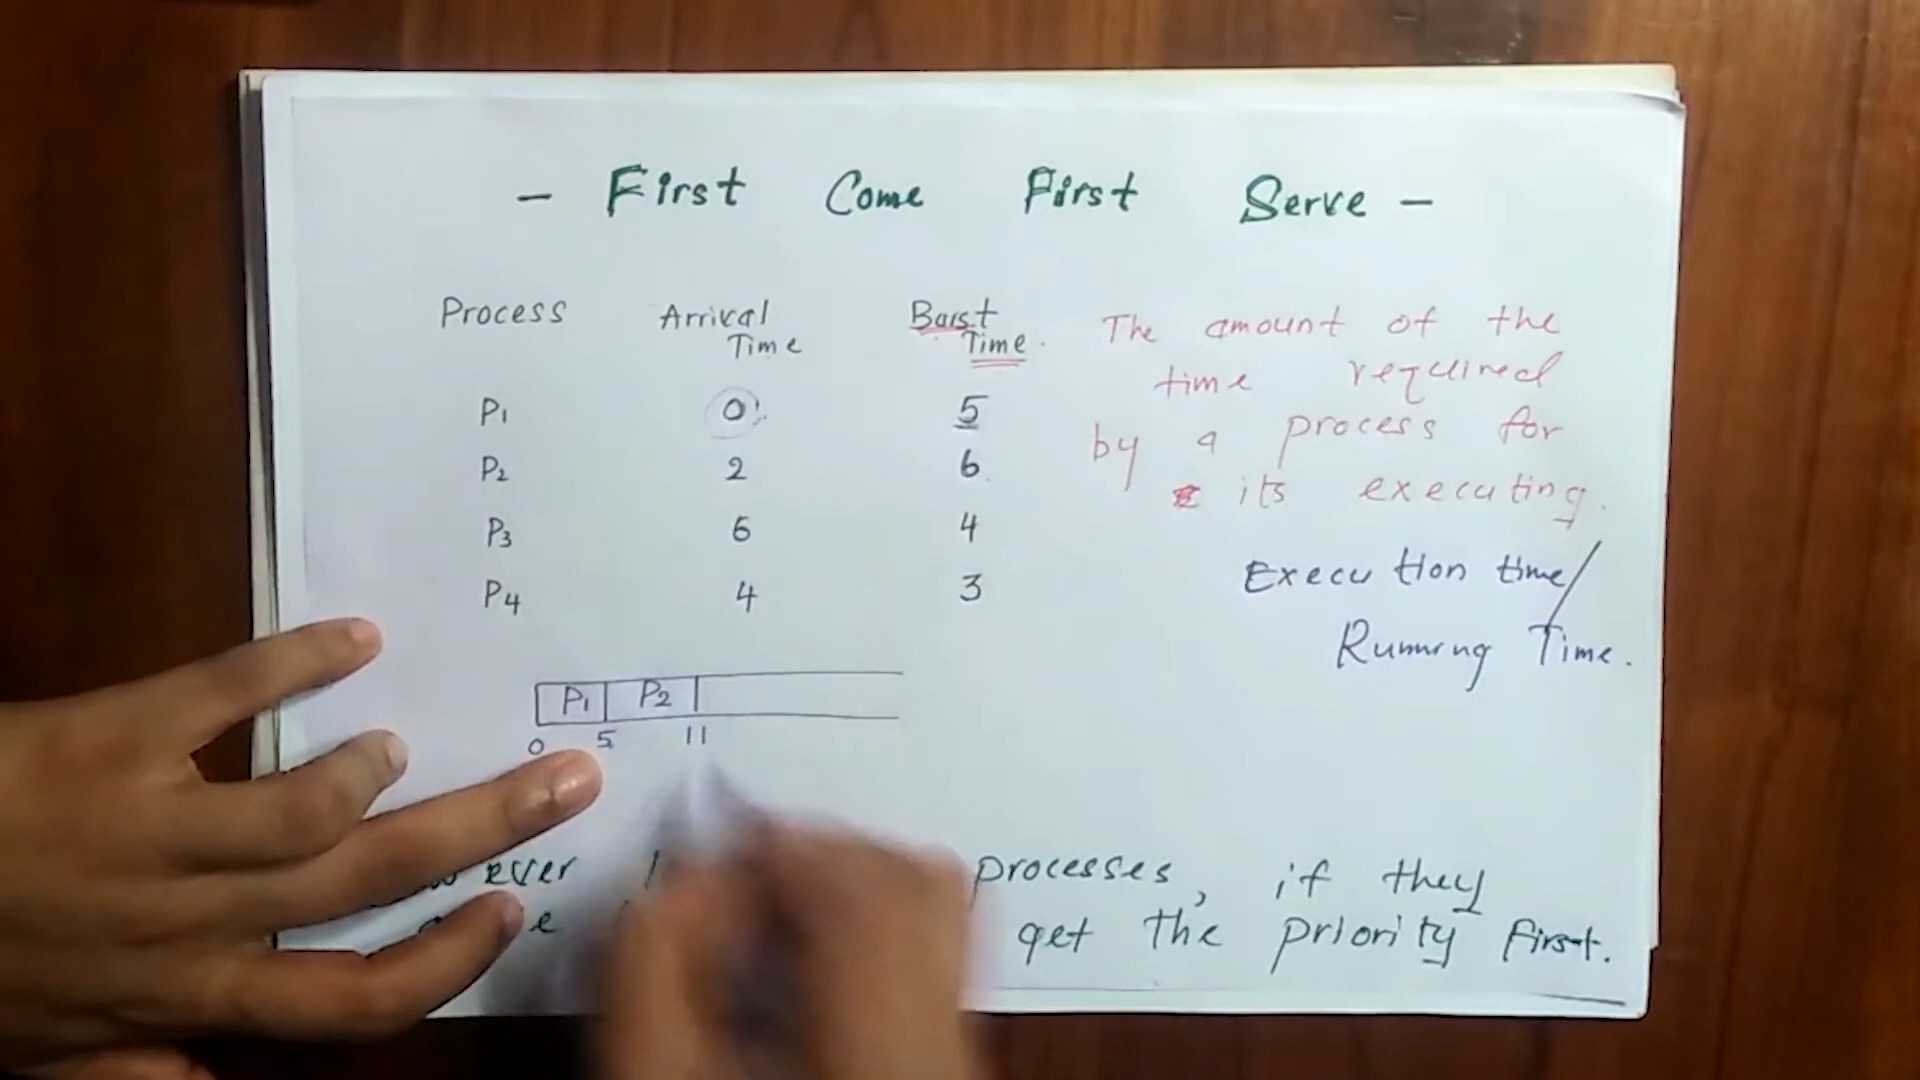 - First Come First Serve -
Process Arrival Time Burst Time.
P1 0 5
P2 2 6
P3 6 4
P4 4 3
The amount of the
time required
by a process for
its executing.
Execution time/
Running Time.
P1 P2
0 5 11
ever processes, if they
get the priority first.